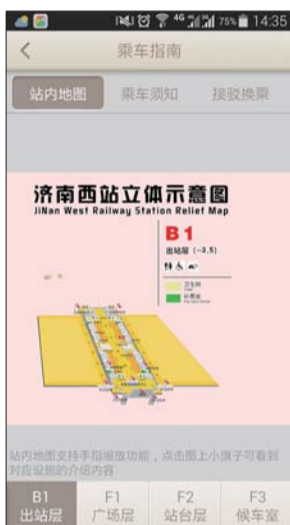 4G 75% 14:35
乘车指南
站内地图 乘车须知 接驳换乘
济南西站立体示意图
JiNan West Railway Station Relief Map
B1
出站层 (-3.5)
卫生间
站内地图支持手指缩放功能，点击图上小旗子可看到
对应设施的介绍内容
B1 F1 F2 F3
出站层 广场层 站台层 候车室